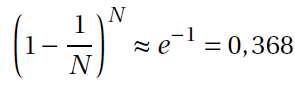 (1 − 1/N)^N ≈ e^−1 = 0,368